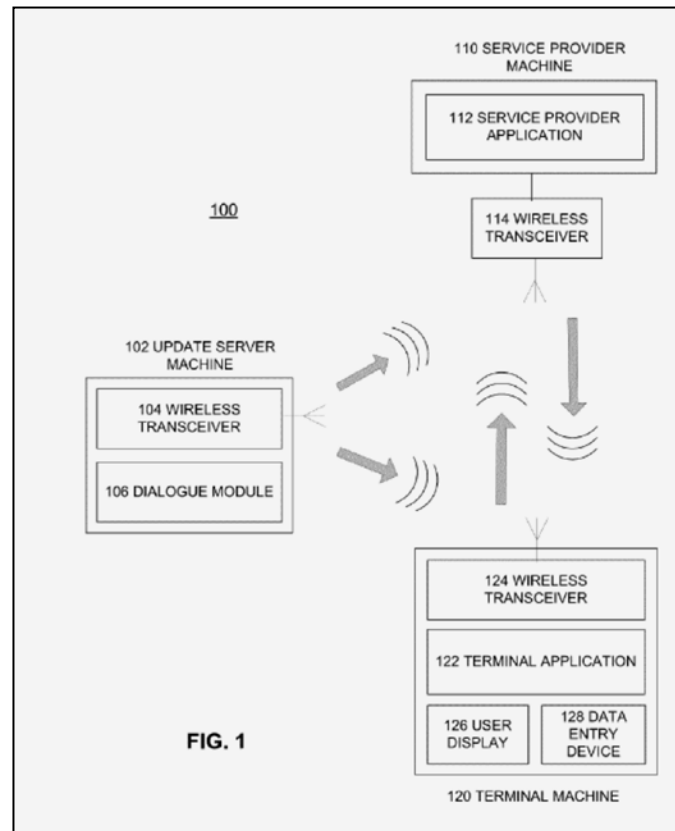 110 SERVICE PROVIDER
MACHINE
112 SERVICE PROVIDER
APPLICATION
100
114 WIRELESS
TRANSCEIVER
102 UPDATE SERVER
MACHINE
104 WIRELESS
TRANSCEIVER
106 DIALOGUE MODULE
124 WIRELESS
TRANSCEIVER
122 TERMINAL APPLICATION
126 USER
DISPLAY
128 DATA
ENTRY
DEVICE
FIG. 1
120 TERMINAL MACHINE